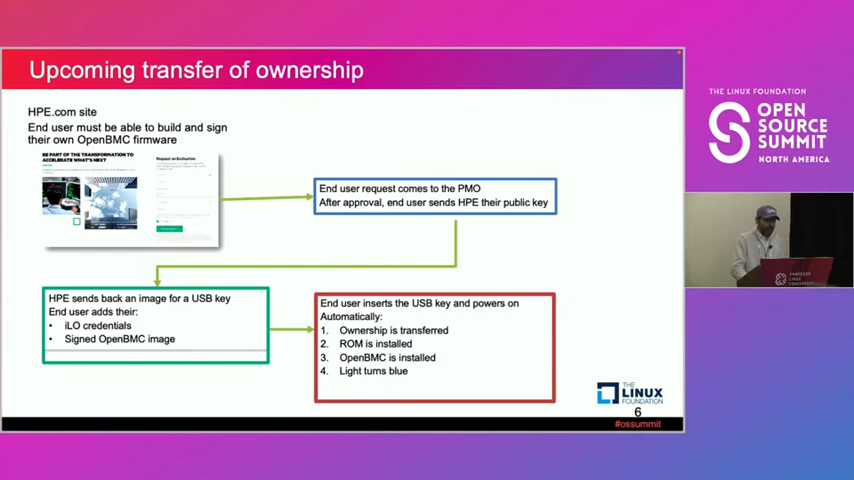 Upcoming transfer of ownership
HPE.com site
End user must be able to build and sign
their own OpenBMC firmware
BE PART OF THE TRANSFORMATION TO
ACCELERATE WHAT'S NEXT?
Request an Evaluation
End user request comes to the PMO
After approval, end user sends HPE their public key
HPE sends back an image for a USB key
End user adds their:
• iLO credentials
• Signed OpenBMC image
End user inserts the USB key and powers on
Automatically:
1. Ownership is transferred
2. ROM is installed
3. OpenBMC is installed
4. Light turns blue
THE
LINUX
FOUNDATION
6
#ossummit
THE LINUX FOUNDATION
OPEN
SOURCE
SUMMIT
NORTH AMERICA